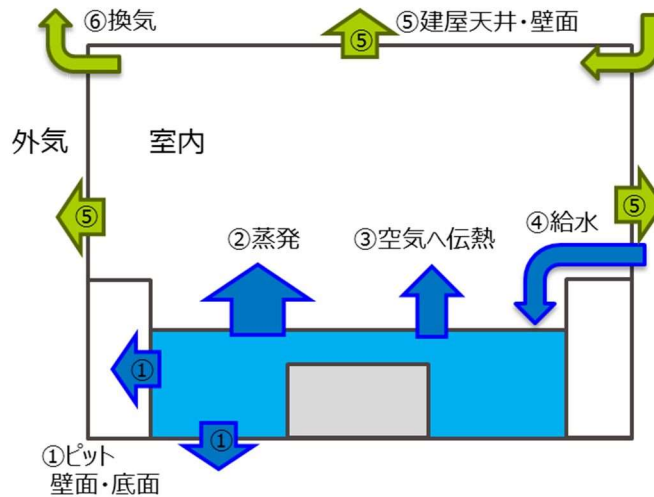 ⑥換気
⑤
⑤建屋天井・壁面
外気
室内
⑤
⑤
②蒸発
③空気へ伝熱
④給水
①
①
①ピット
壁面・底面